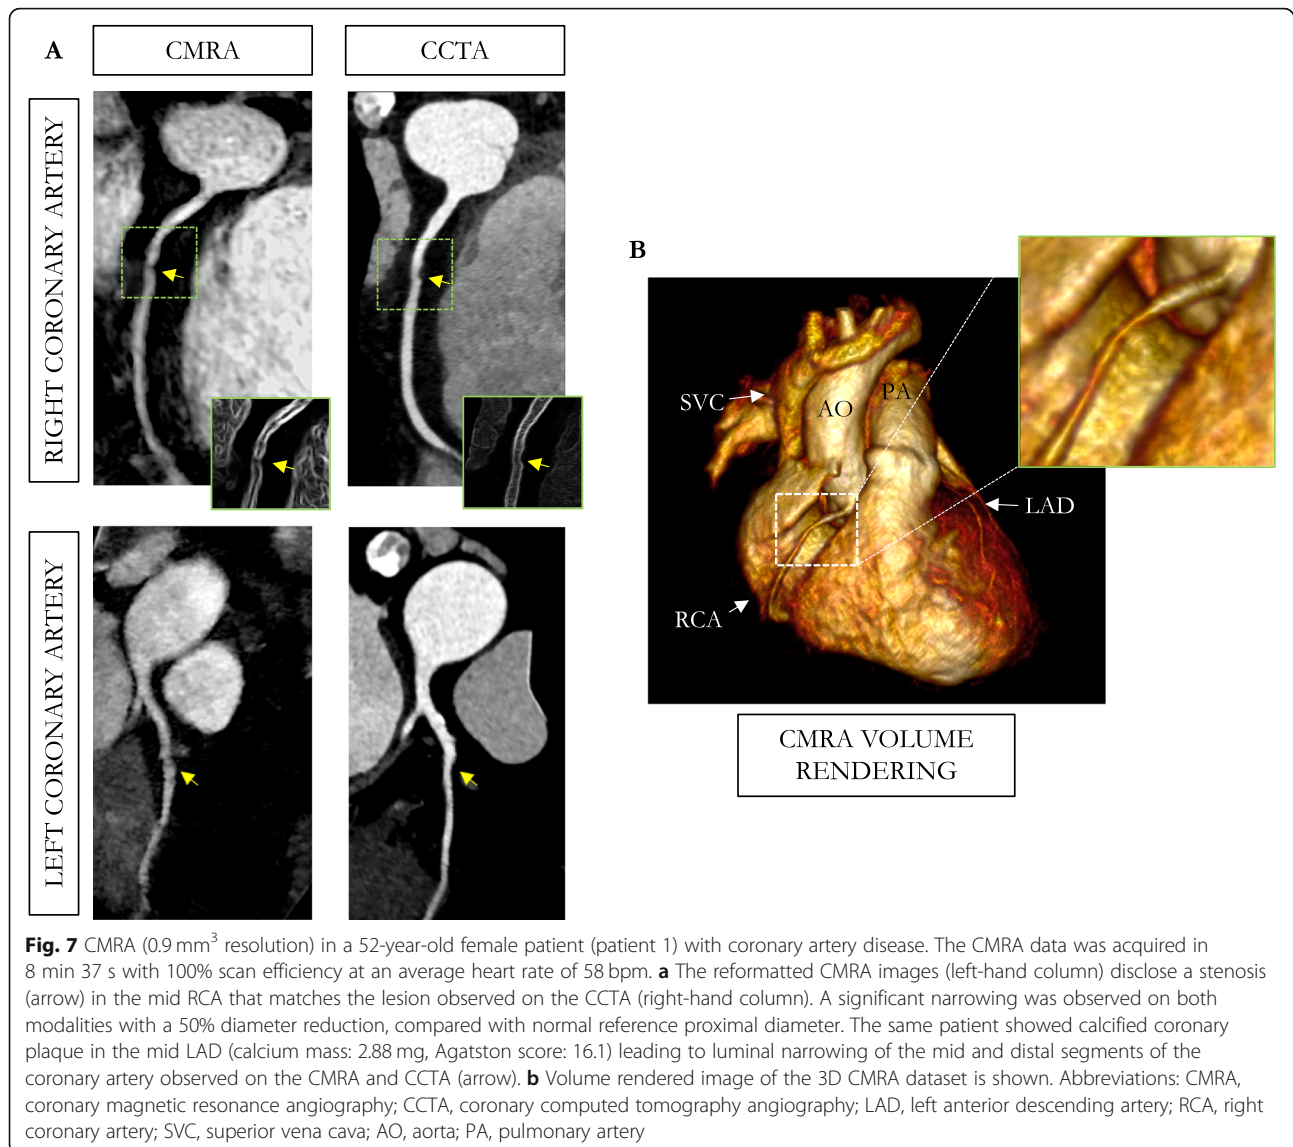 A
CMRA
CCTA
RIGHT CORONARY ARTERY
LEFT CORONARY ARTERY
B
SVC
AO
PA
LAD
RCA
CMRA VOLUME
RENDERING
Fig. 7 CMRA (0.9 mm³ resolution) in a 52-year-old female patient (patient 1) with coronary artery disease. The CMRA data was acquired in
8 min 37 s with 100% scan efficiency at an average heart rate of 58 bpm. a The reformatted CMRA images (left-hand column) disclose a stenosis
(arrow) in the mid RCA that matches the lesion observed on the CCTA (right-hand column). A significant narrowing was observed on both
modalities with a 50% diameter reduction, compared with normal reference proximal diameter. The same patient showed calcified coronary
plaque in the mid LAD (calcium mass: 2.88 mg, Agatston score: 16.1) leading to luminal narrowing of the mid and distal segments of the
coronary artery observed on the CMRA and CCTA (arrow). b Volume rendered image of the 3D CMRA dataset is shown. Abbreviations: CMRA,
coronary magnetic resonance angiography; CCTA, coronary computed tomography angiography; LAD, left anterior descending artery; RCA, right
coronary artery; SVC, superior vena cava; AO, aorta; PA, pulmonary artery